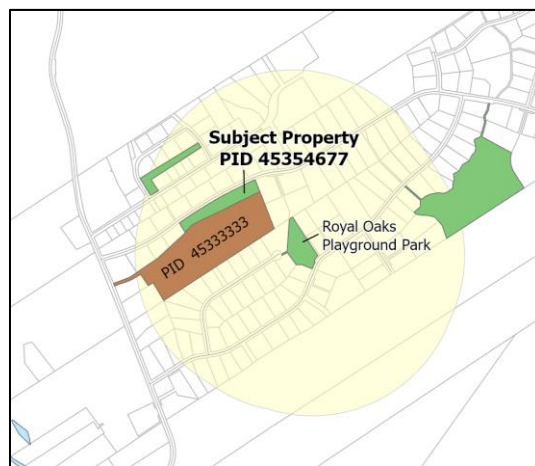 Subject Property
PID 45354677
PID 45333333
Royal Oaks
Playground Park